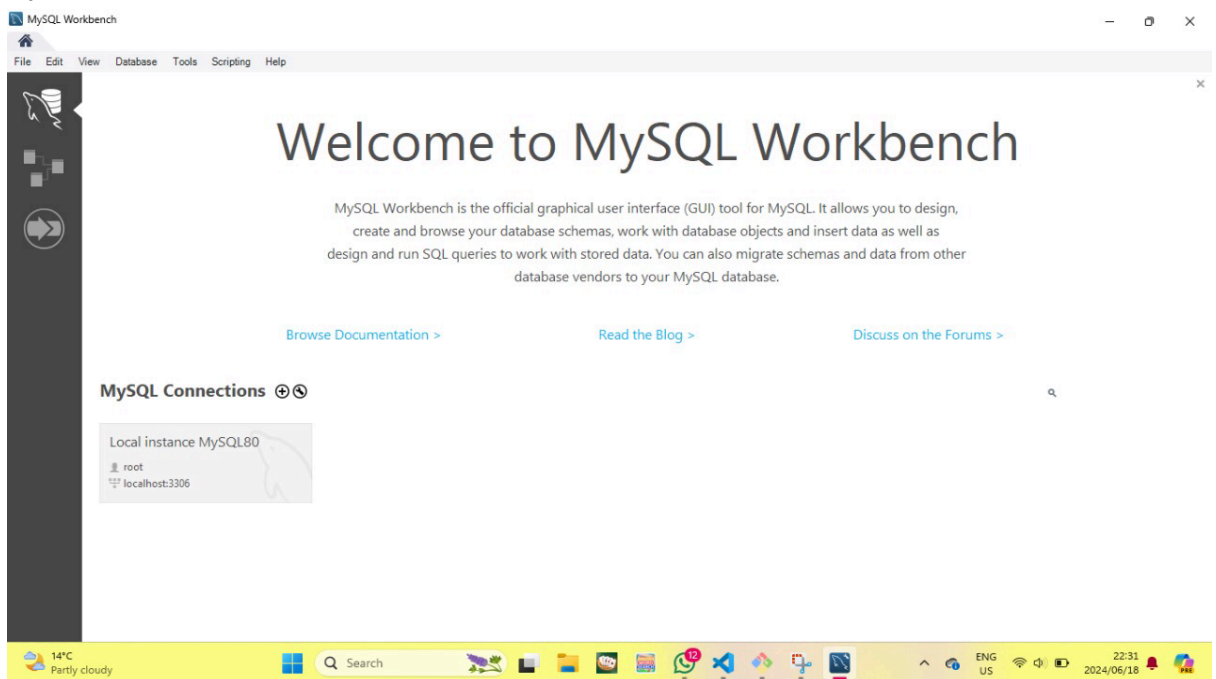 MySQL Workbench
File Edit View Database Tools Scripting Help
Welcome to MySQL Workbench
MySQL Workbench is the official graphical user interface (GUI) tool for MySQL. It allows you to design,
create and browse your database schemas, work with database objects and insert data as well as
design and run SQL queries to work with stored data. You can also migrate schemas and data from other
database vendors to your MySQL database.
Browse Documentation > Read the Blog > Discuss on the Forums >
MySQL Connections
Local instance MySQL80
root
localhost:3306
14°C
Partly cloudy
Search
12
ENG
US
22:31
2024/06/18
PRE